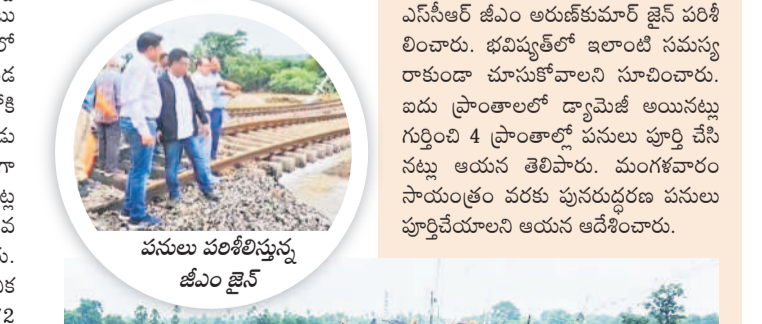 ు
లో
డ
కి
డు
గా
ట్ల
వ
ు.
ిక
2
పనులు పరిశీలిస్తున్న
జీఎం జైన్
ఎస్‌సీఆర్ జీఎం అరుణ్‌కుమార్ జైన్ పరిశీ
లించారు. భవిష్యత్‌లో ఇలాంటి సమస్య
రాకుండా చూసుకోవాలని సూచించారు.
ఐదు ప్రాంతాలలో డ్యామేజీ అయినట్లు
గుర్తించి 4 ప్రాంతాల్లో పనులు పూర్తి చేసి
నట్లు ఆయన తెలిపారు. మంగళవారం
సాయంత్రం వరకు పునరుద్ధరణ పనులు
పూర్తిచేయాలని ఆయన ఆదేశించారు.